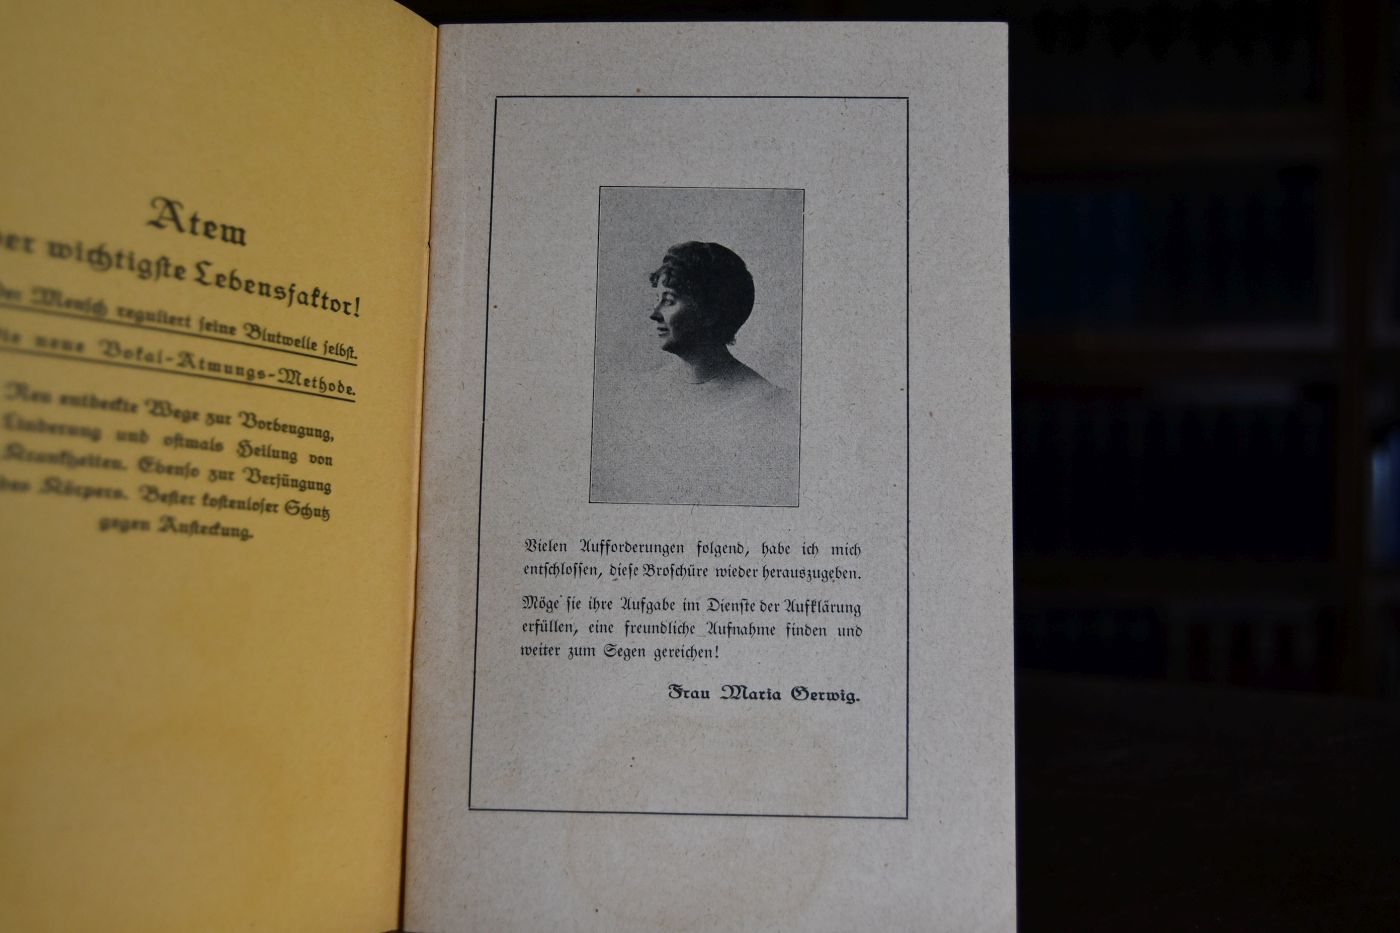 Atem
der wichtigste Lebensfaktor!
Der Mensch reguliert seine Blutwelle selbst.
Die neue Vokal-Atmungs-Methode.
Neu entdeckte Wege zur Vorbeugung,
Linderung und oftmals Heilung von
Krankheiten. Ebenso zur Verjüngung
des Körpers. Bester kostenloser Schutz
gegen Ansteckung.
Vielen Aufforderungen folgend, habe ich mich
entschlossen, diese Broschüre wieder herauszugeben.
Möge sie ihre Aufgabe im Dienste der Aufklärung
erfüllen, eine freundliche Aufnahme finden und
weiter zum Segen gereichen!
Frau Maria Gerwig.